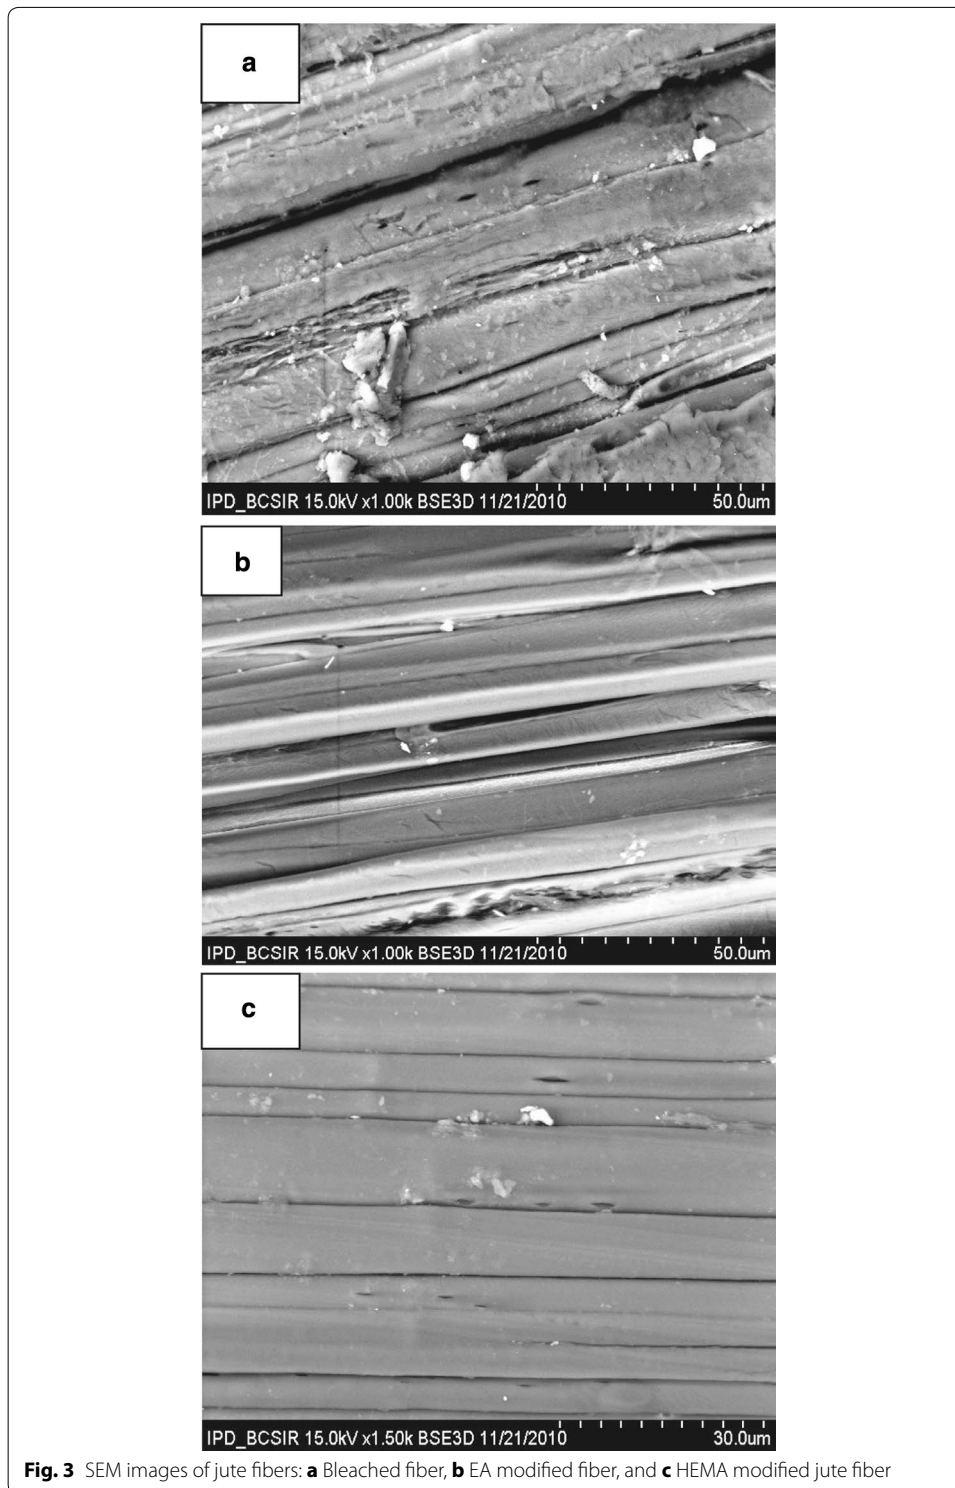 a
IPD_BCSIR 15.0kV x1.00k BSE3D 11/21/2010 50.0um
b
IPD_BCSIR 15.0kV x1.00k BSE3D 11/21/2010 50.0um
c
IPD_BCSIR 15.0kV x1.50k BSE3D 11/21/2010 30.0um
Fig. 3 SEM images of jute fibers: a Bleached fiber, b EA modified fiber, and c HEMA modified jute fiber